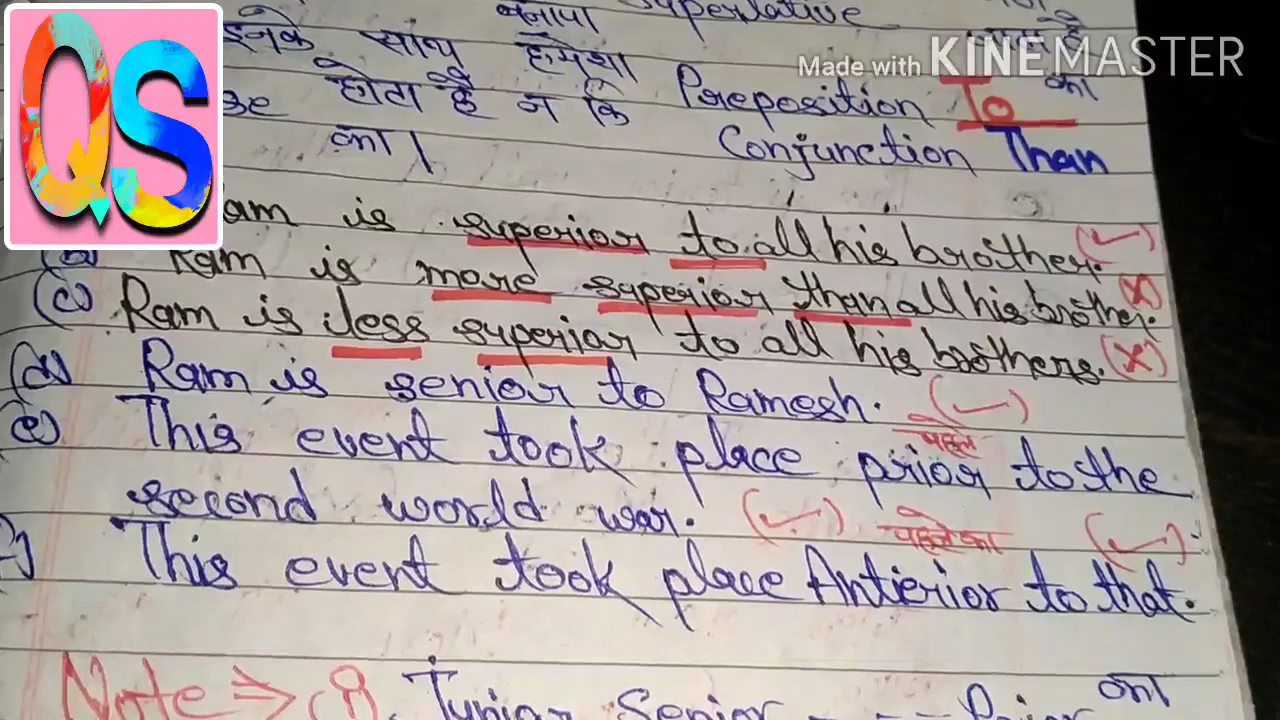 बनाया Superlative
इनके साथ हमेशा जाता है
होता है न कि Preposition To का
का। Conjunction Than
Made with KINEMASTER
QS
am is superior to all his brother. (✓)
Ram is more superior than all his brother. (x)
(c) Ram is less superior to all his brothers. (x)
(d) Ram is senior to Ramesh. (✓)
पहले
(e) This event took place prior to the
second world war. (✓)
पहले का (✓)
This event took place Anterior to that.
Note ⇒ का
Junior Senior - - - Prior